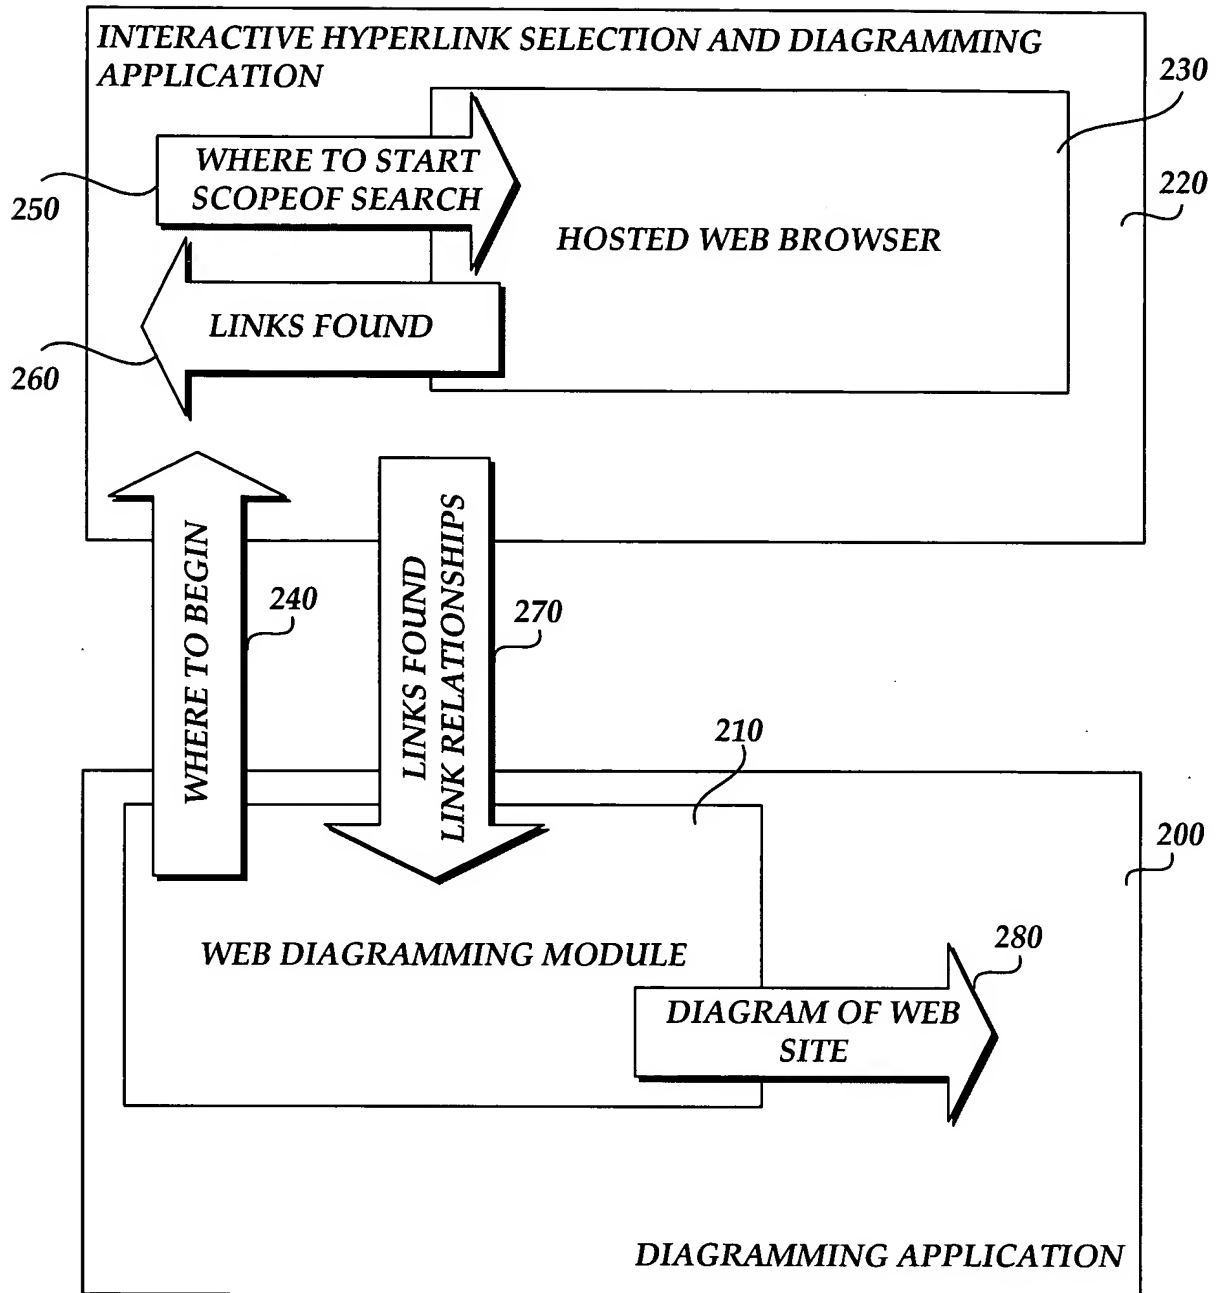 INTERACTIVE HYPERLINK SELECTION AND DIAGRAMMING
APPLICATION
230
WHERE TO START
SCOPEOF SEARCH
220
250
HOSTED WEB BROWSER
LINKS FOUND
260
WHERE TO BEGIN
240
LINKS FOUND
LINK RELATIONSHIPS
270
210
200
WEB DIAGRAMMING MODULE
280
DIAGRAM OF WEB
SITE
DIAGRAMMING APPLICATION